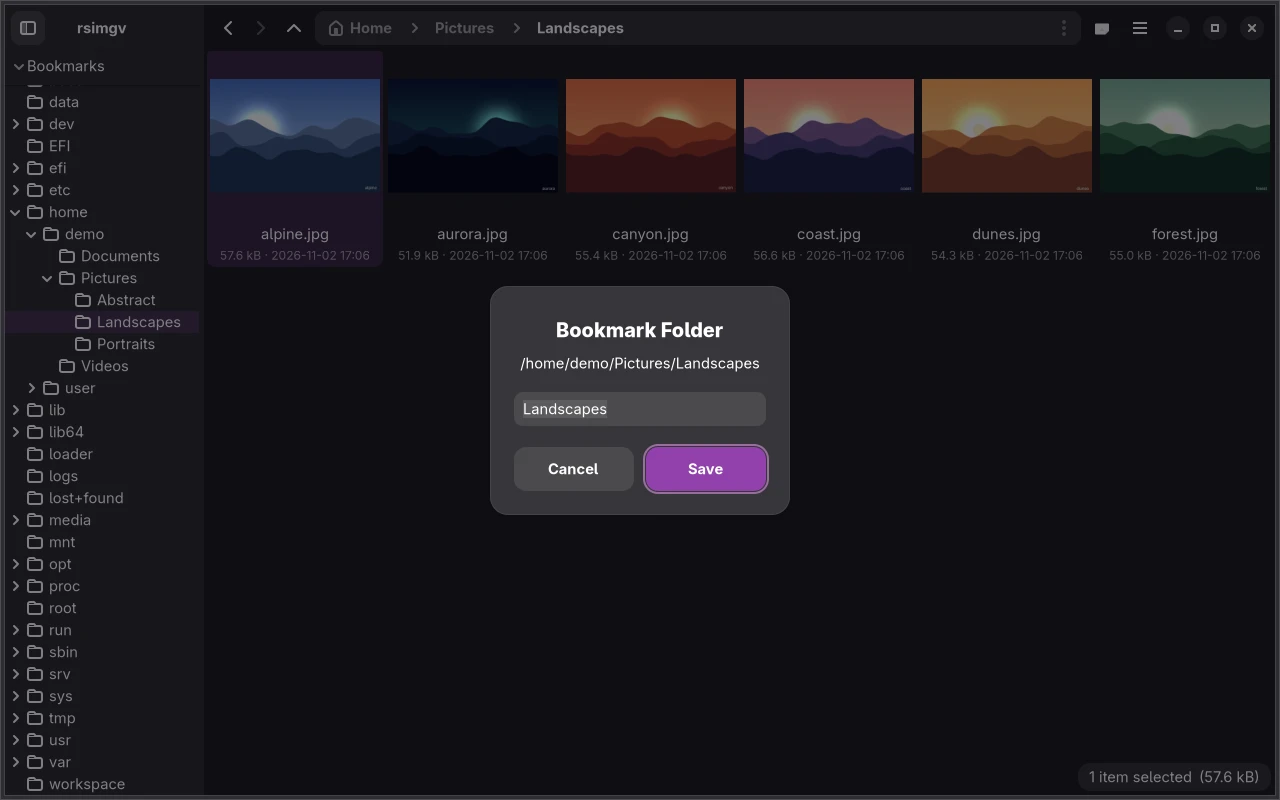 rsimgv
Home
Pictures
Landscapes
Bookmarks
data
dev
EFI
efi
etc
home
demo
Documents
Pictures
Abstract
Landscapes
Portraits
Videos
user
lib
lib64
loader
logs
lost+found
media
mnt
opt
proc
root
run
sbin
srv
sys
tmp
usr
var
workspace
alpine.jpg
57.6 kB · 2026-11-02 17:06
aurora.jpg
51.9 kB · 2026-11-02 17:06
canyon.jpg
55.4 kB · 2026-11-02 17:06
coast.jpg
56.6 kB · 2026-11-02 17:06
dunes.jpg
54.3 kB · 2026-11-02 17:06
forest.jpg
55.0 kB · 2026-11-02 17:06
Bookmark Folder
/home/demo/Pictures/Landscapes
Landscapes
Cancel
Save
1 item selected (57.6 kB)